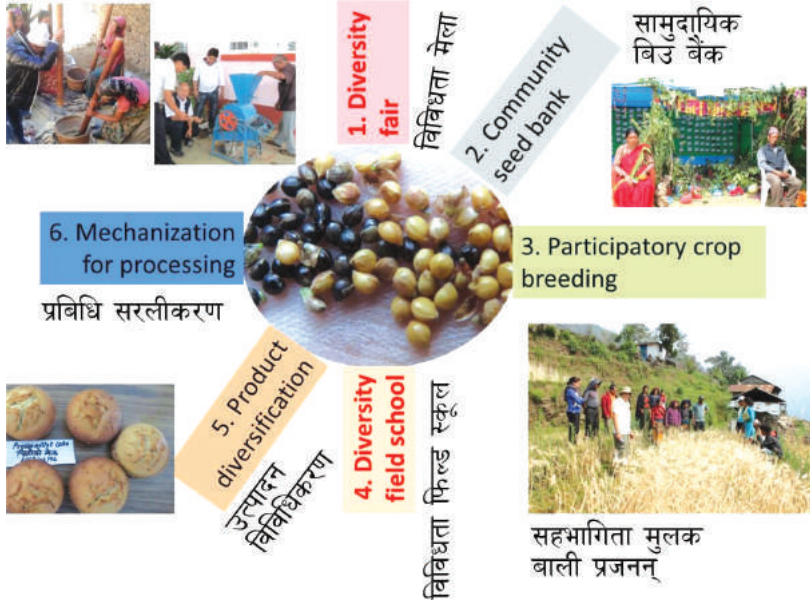 1. Diversity
fair
विविधता मेला
2. Community
seed bank
सामुदायिक
बिउ बैंक
3. Participatory crop
breeding
सहभागिता मुलक
बाली प्रजनन्
4. Diversity
field school
विविधता फिल्ड स्कूल
5. Product
diversification
उत्पादन
विविधिकरण
6. Mechanization
for processing
प्रबिधि सरलीकरण